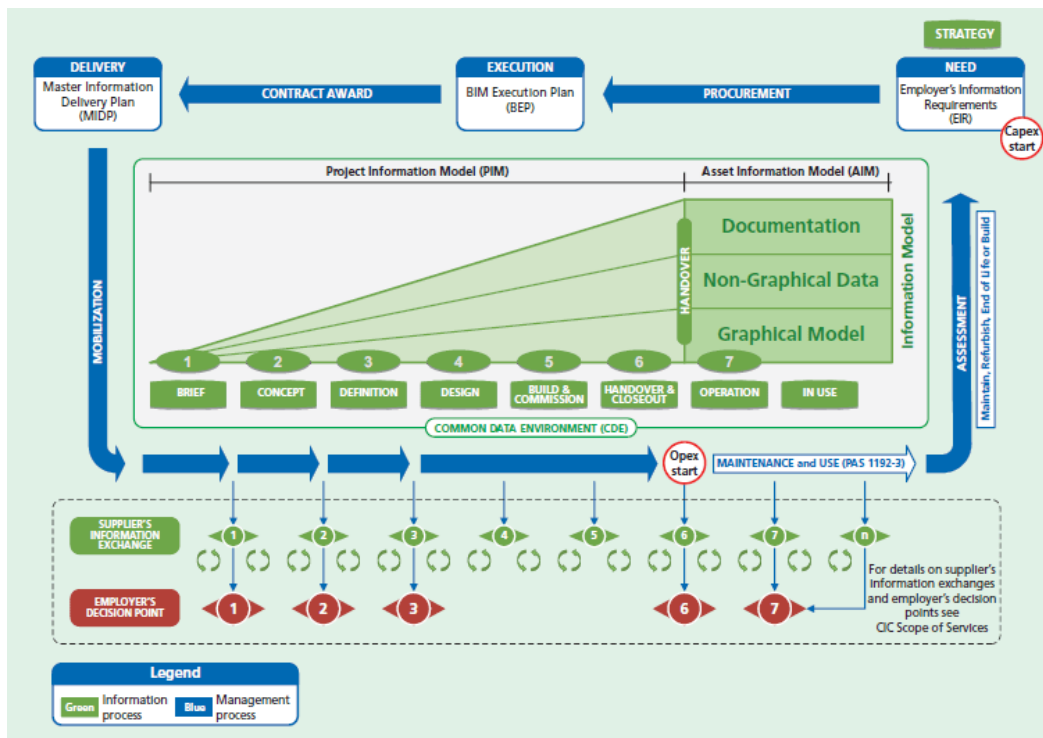 STRATEGY
DELIVERY
Master Information
Delivery Plan
(MIDP)
CONTRACT AWARD
EXECUTION
BIM Execution Plan
(BEP)
PROCUREMENT
NEED
Employer's Information
Requirements
(EIR)
Capex
start
Project Information Model (PIM)
Asset Information Model (AIM)
MOBILIZATION
HANDOVER
Documentation
Non-Graphical Data
Graphical Model
Information Model
ASSESSMENT
Maintain, Refurbish, End of Life or Build
1
2
3
4
5
6
7
BRIEF
CONCEPT
DEFINITION
DESIGN
BUILD &
COMMISSION
HANDOVER &
CLOSEOUT
OPERATION
IN USE
COMMON DATA ENVIRONMENT (CDE)
Opex
start
MAINTENANCE and USE (PAS 1192-3)
SUPPLIER'S
INFORMATION
EXCHANGE
1
2
3
4
5
6
7
n
EMPLOYER'S
DECISION POINT
1
2
3
6
7
For details on supplier's
information exchanges
and employer's decision
points see
CIC Scope of Services
Legend
Green
Information
process
Blue
Management
process